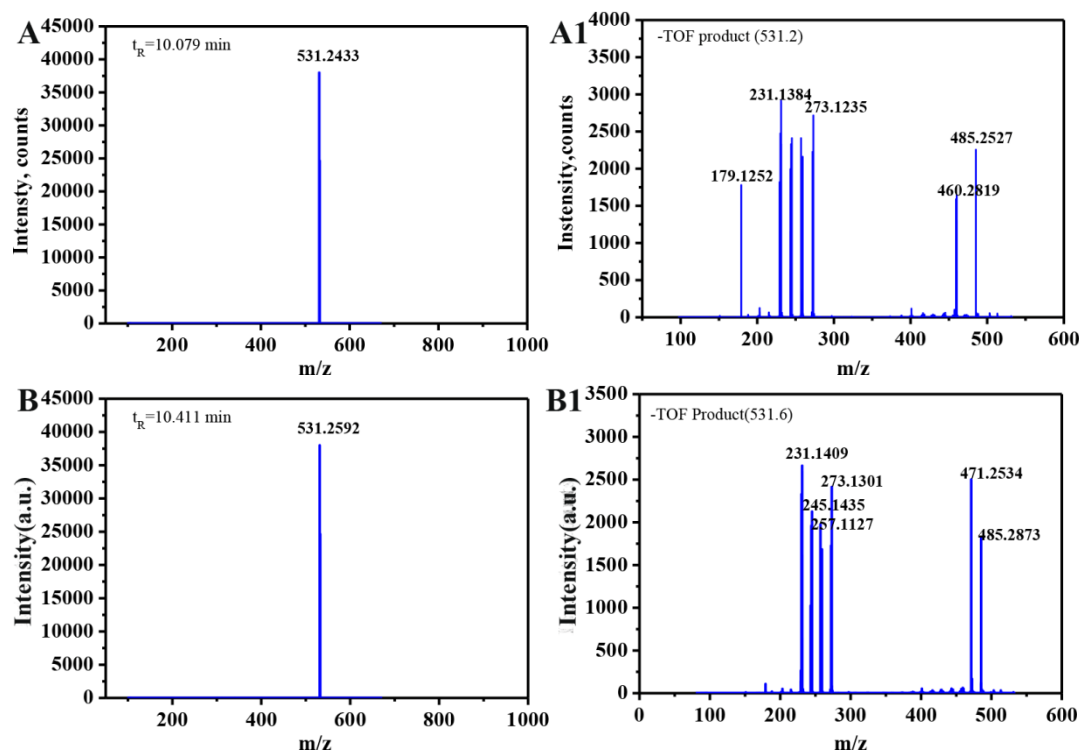 A
t_R=10.079 min
531.2433
45000
40000
35000
30000
25000
20000
15000
10000
5000
0
Intensty, counts
200 400 600 800 1000
m/z
A1
-TOF product (531.2)
4000
3500
3000
2500
2000
1500
1000
500
0
Instensity,counts
231.1384
273.1235
179.1252
485.2527
460.2819
100 200 300 400 500 600
m/z
B
t_R=10.411 min
531.2592
45000
40000
35000
30000
25000
20000
15000
10000
5000
0
Intensity(a.u.)
200 400 600 800 1000
m/z
B1
-TOF Product(531.6)
3500
3000
2500
2000
1500
1000
500
0
Intensity(a.u.)
231.1409
273.1301
245.1435
257.1127
471.2534
485.2873
0 100 200 300 400 500 600
m/z